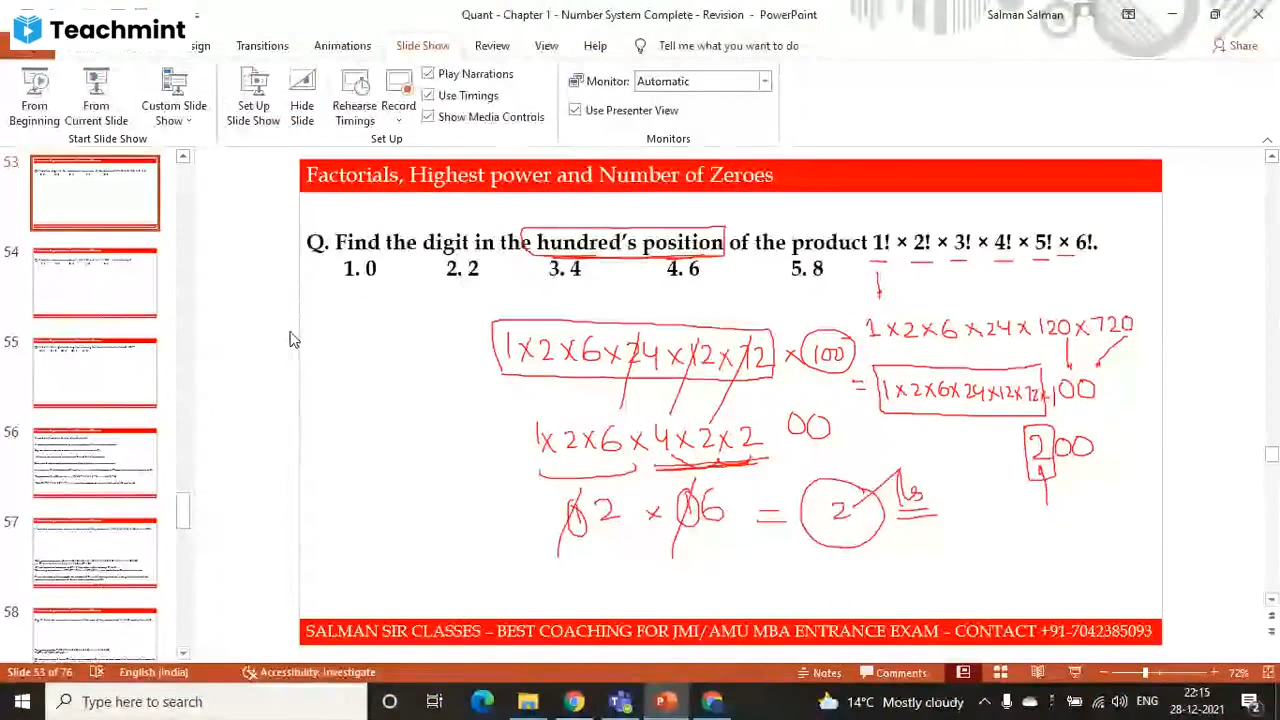 Teachmint
Quant - Chapter 1 - Number System Complete - Revision - PowerPoint
Salman Salman
sign Transitions Animations Slide Show Review View Help Tell me what you want to do
Share
From Beginning
From Current Slide
Custom Slide Show
Start Slide Show
Set Up Slide Show
Hide Slide
Rehearse Timings
Record
Play Narrations
Use Timings
Show Media Controls
Set Up
Monitor: Automatic
Use Presenter View
Monitors
53
54
55
56
57
58
Factorials, Highest power and Number of Zeroes
Q. Find the digit in the hundred's position of the product 1! × 2! × 3! × 4! × 5! × 6!.
1. 0 2. 2 3. 4 4. 6 5. 8
1 × 2 × 6 × 24 × 120 × 720
1 × 2 × 6 × 24 × 12 × 72 × 100
= 1 × 2 × 6 × 24 × 12 × 72 × 100
1 × 2 × 6 × 4 × 2 × 2 00
200
02 × 06 = 2
SALMAN SIR CLASSES – BEST COACHING FOR JMI/AMU MBA ENTRANCE EXAM – CONTACT +91-7042385093
Slide 53 of 76 English (India) Accessibility: Investigate
Notes Comments 72%
Type here to search
14°C Mostly cloudy
ENG
22:15
28-12-2021